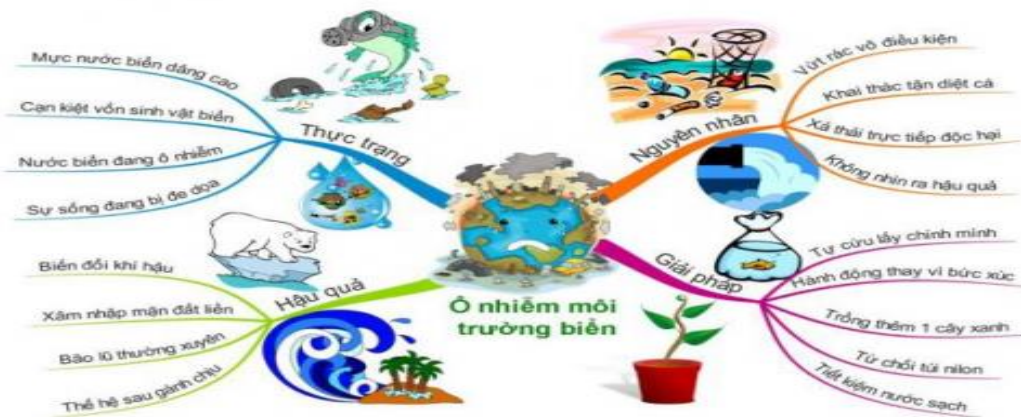 Ô nhiễm môi
trường biển
Thực trạng
Mực nước biển dâng cao
Cạn kiệt vốn sinh vật biển
Nước biển đang ô nhiễm
Sự sống đang bị đe dọa
Nguyên nhân
Vứt rác vô điều kiện
Khai thác tận diệt cá
Xả thải trực tiếp độc hại
Không nhìn ra hậu quả
Hậu quả
Biến đổi khí hậu
Xâm nhập mặn đất liền
Bão lũ thường xuyên
Thế hệ sau gánh chịu
Giải pháp
Tự cứu lấy chính mình
Hành động thay vì bức xúc
Trồng thêm 1 cây xanh
Từ chối túi nilon
Tiết kiệm nước sạch